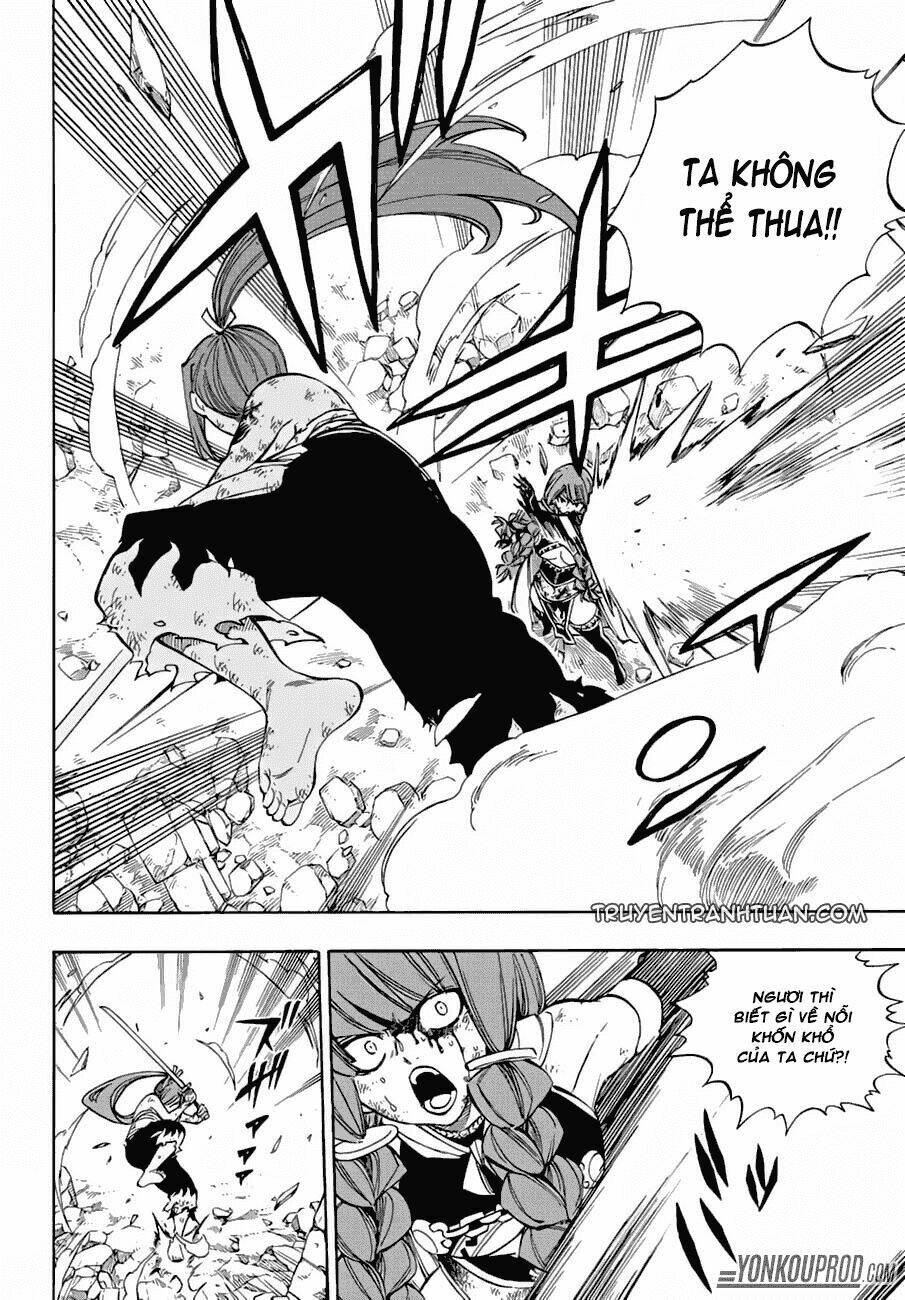 TA KHÔNG
THỂ THUA!!
TRUYENTRANHTUAN.COM
NGƯƠI THÌ
BIẾT GÌ VỀ NỖI
KHỐN KHỔ
CỦA TA CHỨ?!
YONKOUPROD.COM